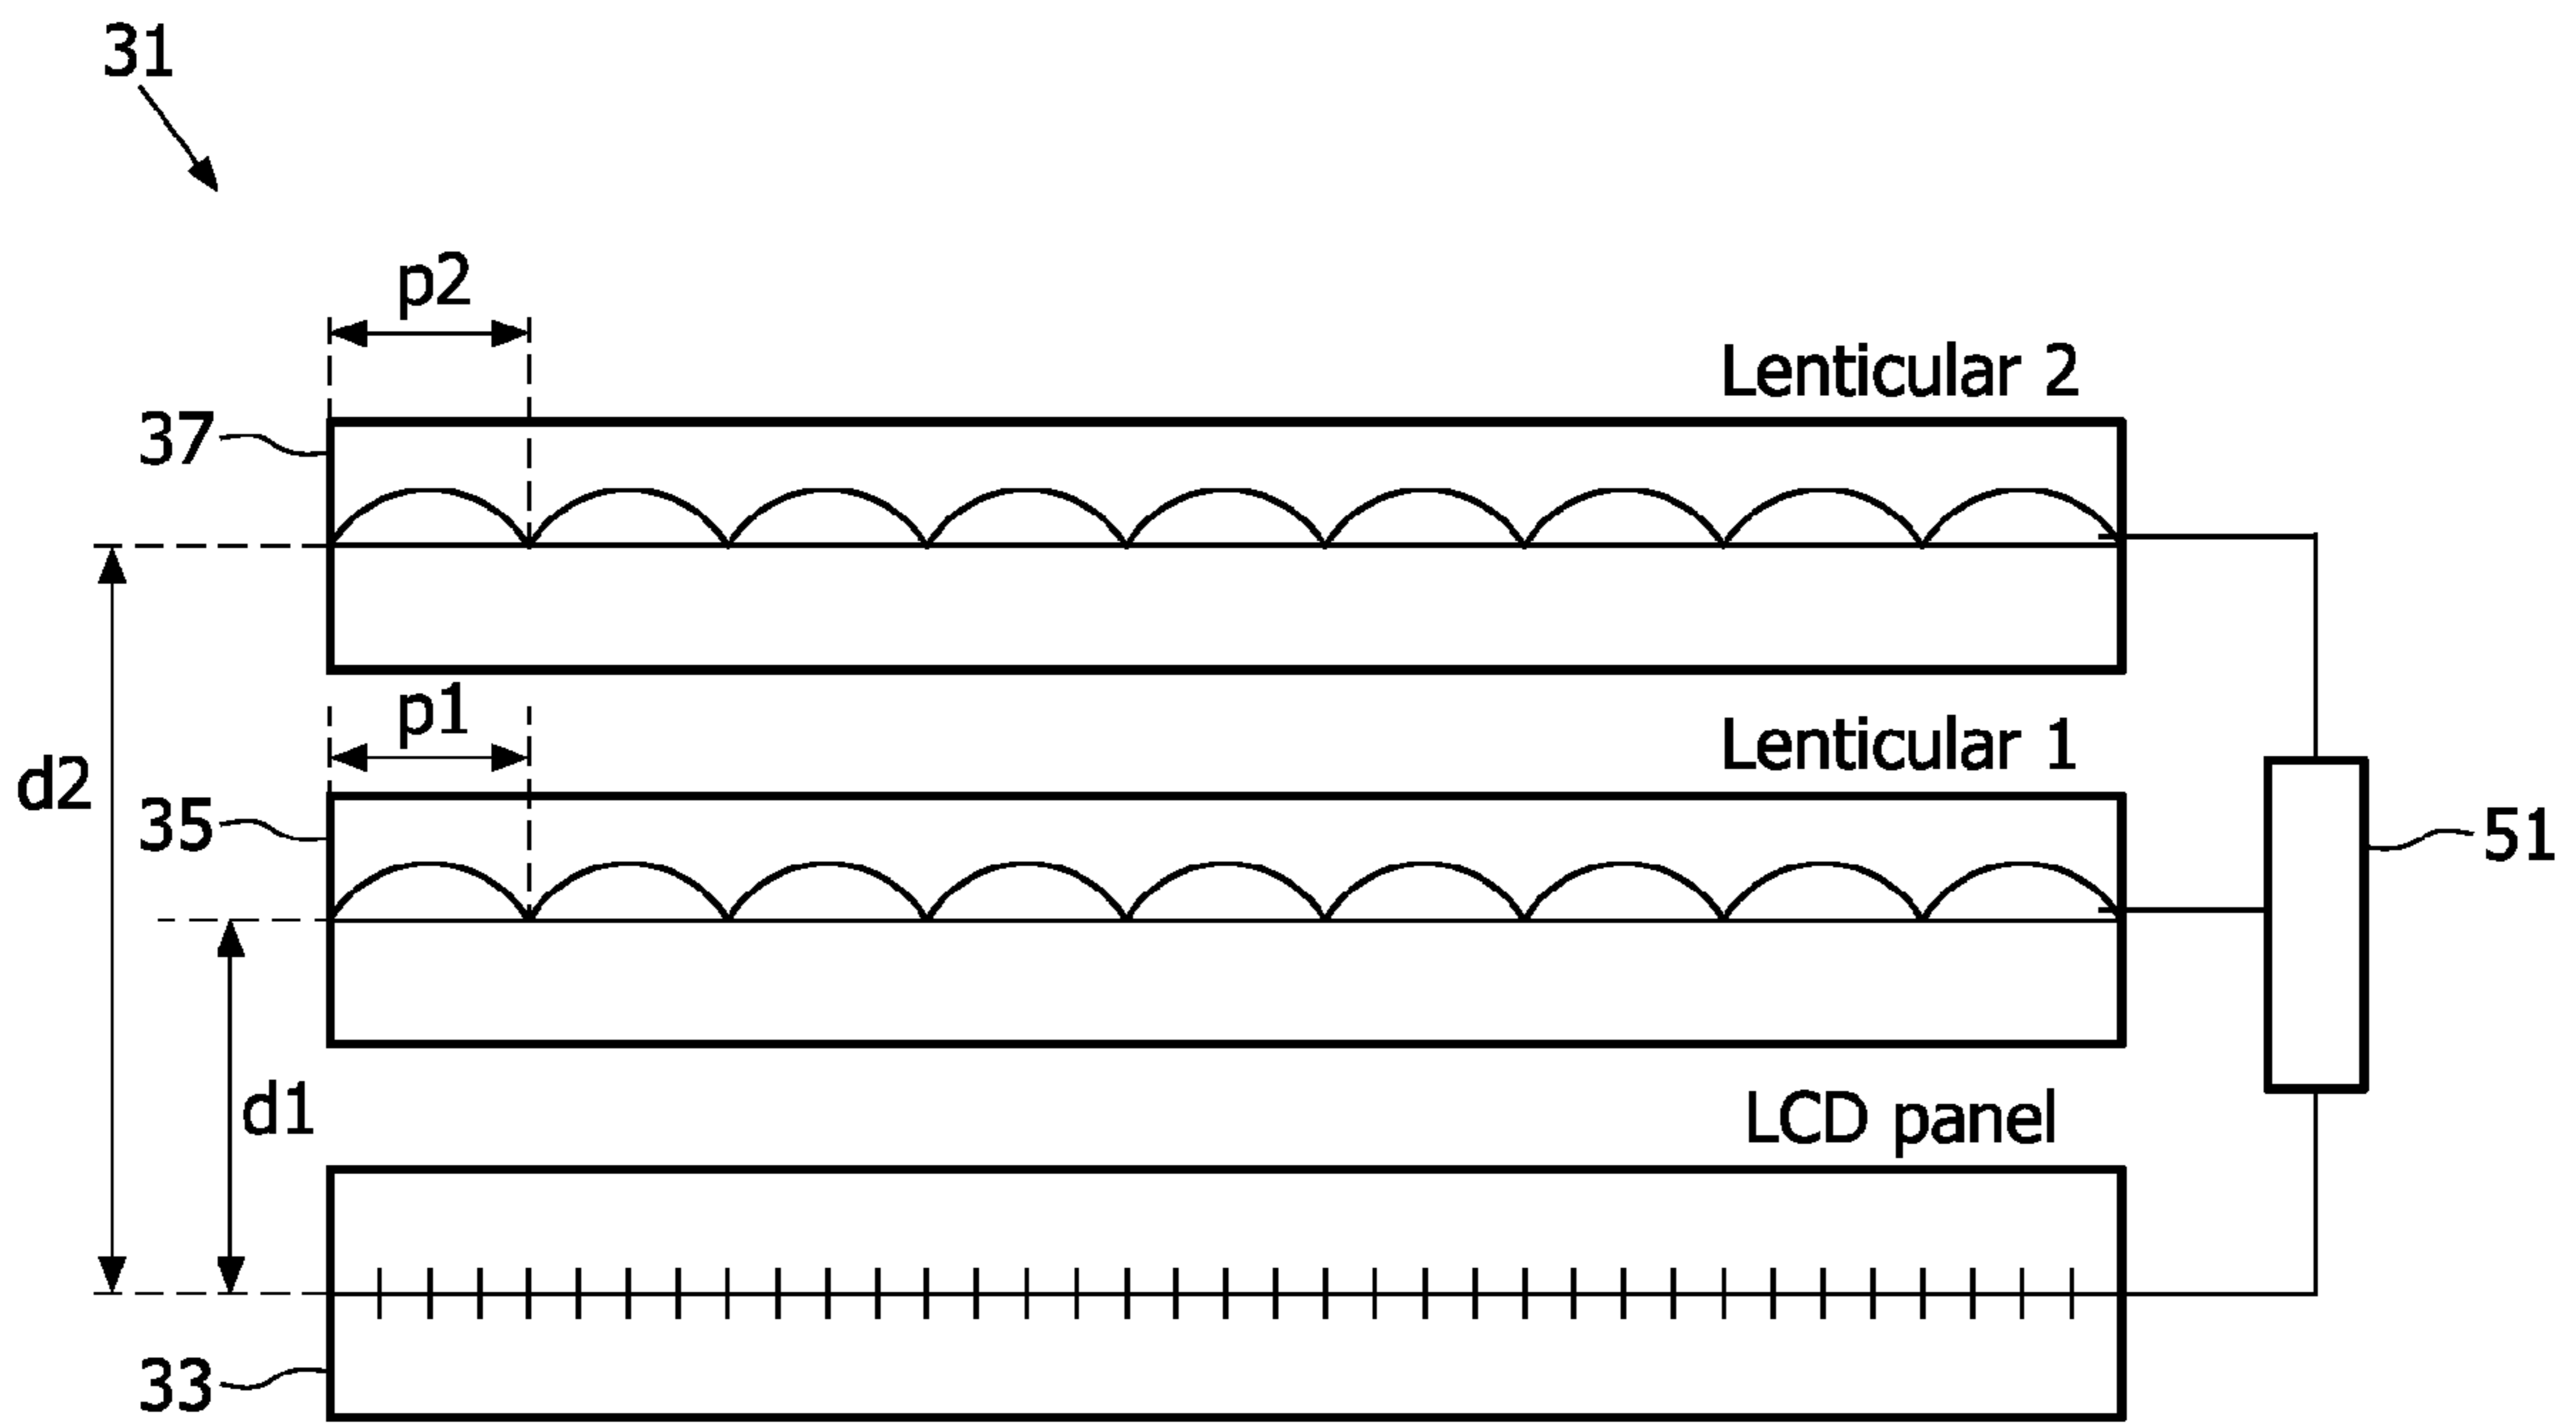 31
p2
Lenticular 2
37
p1
Lenticular 1
d2
35
51
d1
LCD panel
33